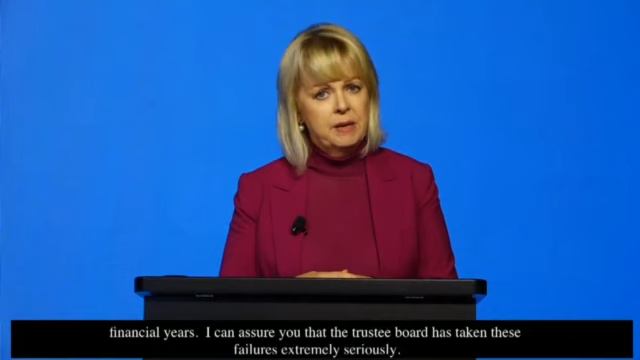 financial years.  I can assure you that the trustee board has taken these
failures extremely seriously.